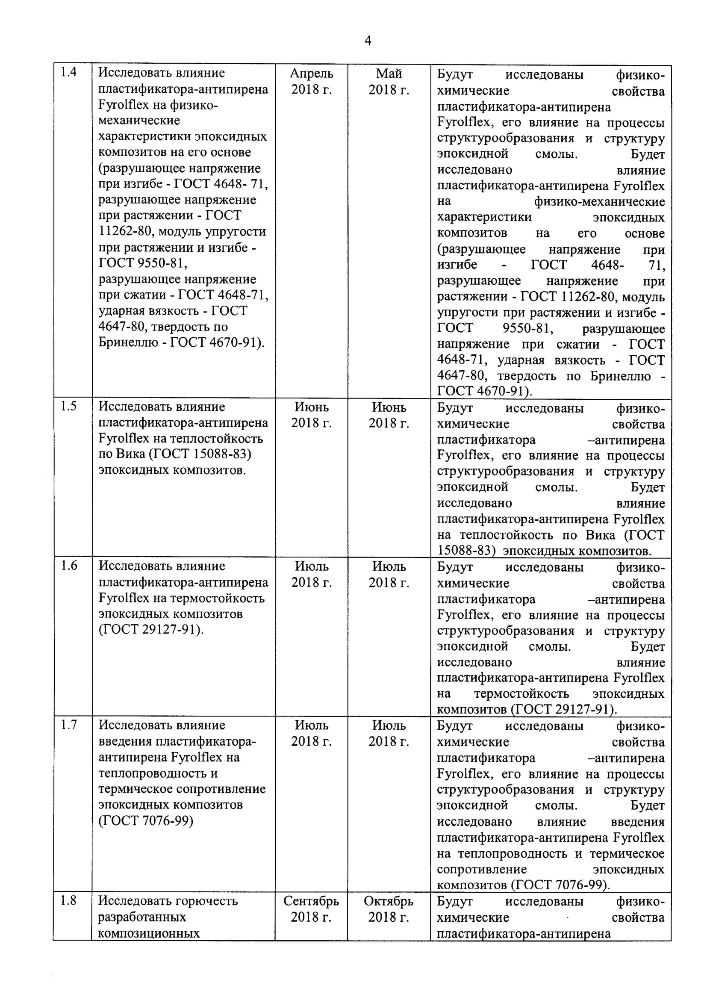 4
1.4
Исследовать влияние
пластификатора-антипирена
Fyrolflex на физико-
механические
характеристики эпоксидных
композитов на его основе
(разрушающее напряжение
при изгибе - ГОСТ 4648- 71,
разрушающее напряжение
при растяжении - ГОСТ
11262-80, модуль упругости
при растяжении и изгибе -
ГОСТ 9550-81,
разрушающее напряжение
при сжатии - ГОСТ 4648-71,
ударная вязкость - ГОСТ
4647-80, твердость по
Бринеллю - ГОСТ 4670-91).
Апрель
2018 г.
Май
2018 г.
Будут исследованы физико-
химические свойства
пластификатора-антипирена
Fyrolflex, его влияние на процессы
структурообразования и структуру
эпоксидной смолы. Будет
исследовано влияние
пластификатора-антипирена Fyrolflex
на физико-механические
характеристики эпоксидных
композитов на его основе
(разрушающее напряжение при
изгибе - ГОСТ 4648- 71,
разрушающее напряжение при
растяжении - ГОСТ 11262-80, модуль
упругости при растяжении и изгибе -
ГОСТ 9550-81, разрушающее
напряжение при сжатии - ГОСТ
4648-71, ударная вязкость - ГОСТ
4647-80, твердость по Бринеллю -
ГОСТ 4670-91).
1.5
Исследовать влияние
пластификатора-антипирена
Fyrolflex на теплостойкость
по Вика (ГОСТ 15088-83)
эпоксидных композитов.
Июнь
2018 г.
Июнь
2018 г.
Будут исследованы физико-
химические свойства
пластификатора –антипирена
Fyrolflex, его влияние на процессы
структурообразования и структуру
эпоксидной смолы. Будет
исследовано влияние
пластификатора-антипирена Fyrolflex
на теплостойкость по Вика (ГОСТ
15088-83) эпоксидных композитов.
1.6
Исследовать влияние
пластификатора-антипирена
Fyrolflex на термостойкость
эпоксидных композитов
(ГОСТ 29127-91).
Июль
2018 г.
Июль
2018 г.
Будут исследованы физико-
химические свойства
пластификатора –антипирена
Fyrolflex, его влияние на процессы
структурообразования и структуру
эпоксидной смолы. Будет
исследовано влияние
пластификатора-антипирена Fyrolflex
на термостойкость эпоксидных
композитов (ГОСТ 29127-91).
1.7
Исследовать влияние
введения пластификатора-
антипирена Fyrolflex на
теплопроводность и
термическое сопротивление
эпоксидных композитов
(ГОСТ 7076-99)
Июль
2018 г.
Июль
2018 г.
Будут исследованы физико-
химические свойства
пластификатора –антипирена
Fyrolflex, его влияние на процессы
структурообразования и структуру
эпоксидной смолы. Будет
исследовано влияние введения
пластификатора-антипирена Fyrolflex
на теплопроводность и термическое
сопротивление эпоксидных
композитов (ГОСТ 7076-99).
1.8
Исследовать горючесть
разработанных
композиционных
Сентябрь
2018 г.
Октябрь
2018 г.
Будут исследованы физико-
химические свойства
пластификатора-антипирена